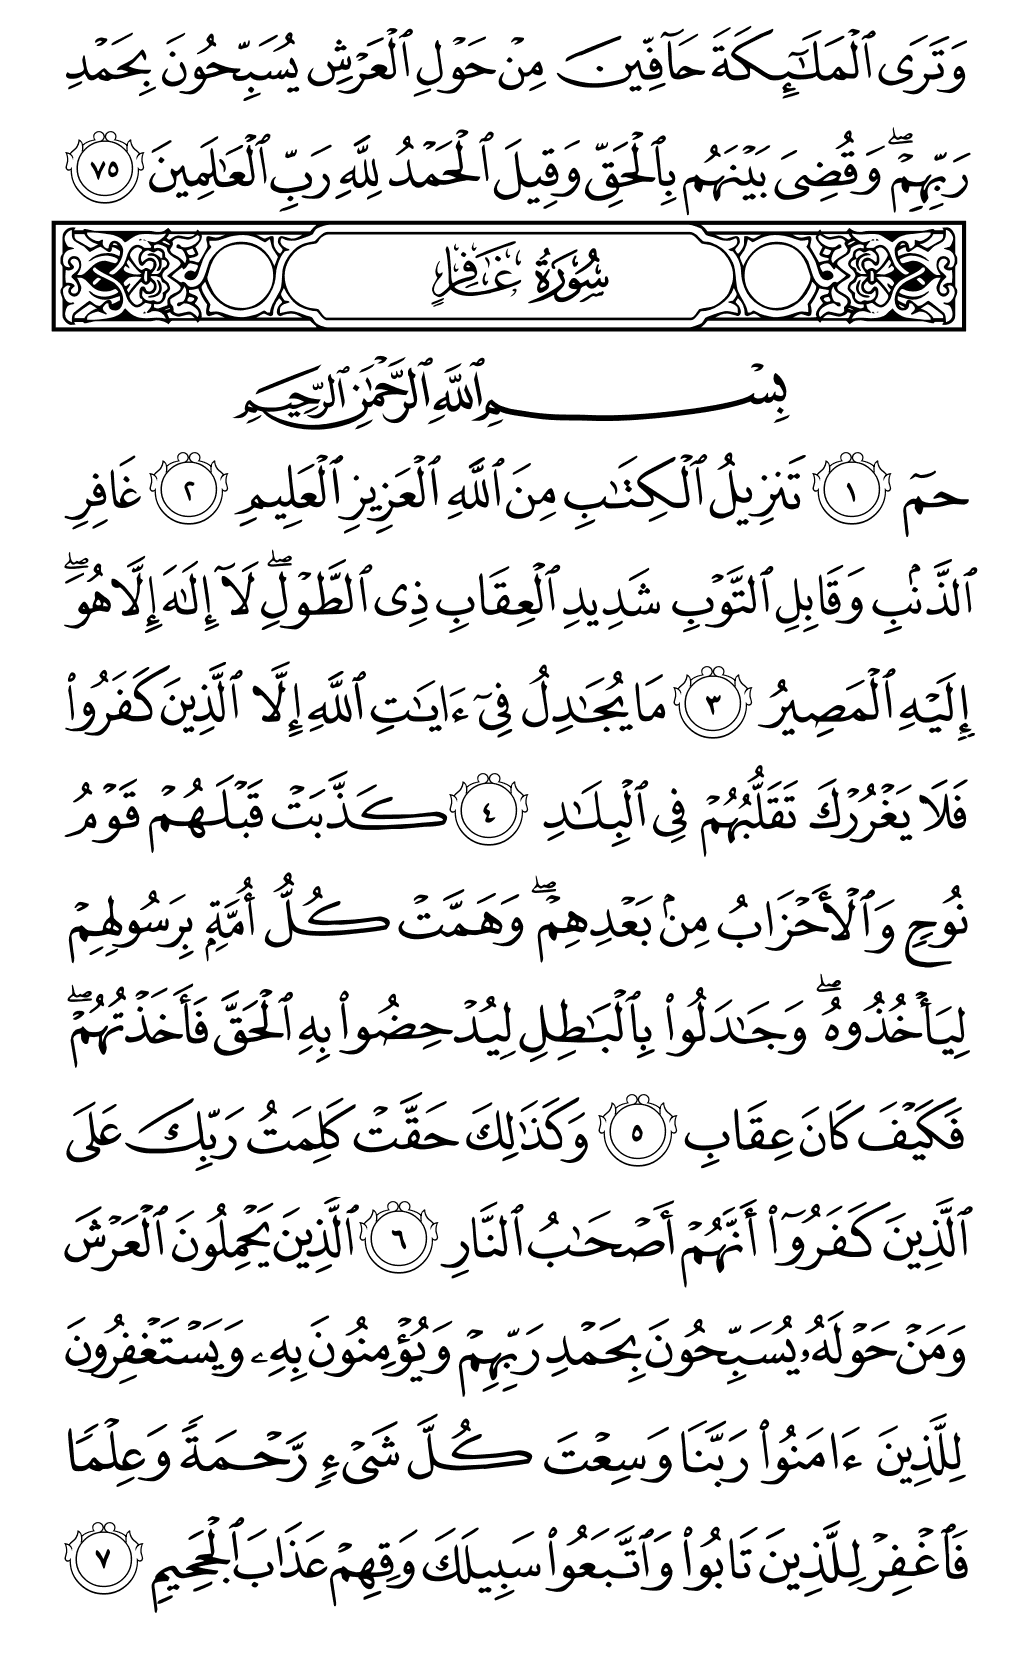 وَتَرَى ٱلْمَلَـٰٓئِكَةَ حَآفِّينَ مِنْ حَوْلِ ٱلْعَرْشِ يُسَبِّحُونَ بِحَمْدِ
رَبِّهِمْ ۖ وَقُضِىَ بَيْنَهُم بِٱلْحَقِّ وَقِيلَ ٱلْحَمْدُ لِلَّهِ رَبِّ ٱلْعَـٰلَمِينَ ٧٥
سُورَةُ غَافِرٍ
بِسْمِ ٱللَّهِ ٱلرَّحْمَـٰنِ ٱلرَّحِيمِ
حمٓ ١ تَنزِيلُ ٱلْكِتَـٰبِ مِنَ ٱللَّهِ ٱلْعَزِيزِ ٱلْعَلِيمِ ٢ غَافِرِ
ٱلذَّنۢبِ وَقَابِلِ ٱلتَّوْبِ شَدِيدِ ٱلْعِقَابِ ذِى ٱلطَّوْلِ ۖ لَآ إِلَـٰهَ إِلَّا هُوَ ۖ
إِلَيْهِ ٱلْمَصِيرُ ٣ مَا يُجَـٰدِلُ فِىٓ ءَايَـٰتِ ٱللَّهِ إِلَّا ٱلَّذِينَ كَفَرُوا۟
فَلَا يَغْرُرْكَ تَقَلُّبُهُمْ فِى ٱلْبِلَـٰدِ ٤ كَذَّبَتْ قَبْلَهُمْ قَوْمُ
نُوحٍ وَٱلْأَحْزَابُ مِنۢ بَعْدِهِمْ ۖ وَهَمَّتْ كُلُّ أُمَّةٍۭ بِرَسُولِهِمْ
لِيَأْخُذُوهُ ۖ وَجَـٰدَلُوا۟ بِٱلْبَـٰطِلِ لِيُدْحِضُوا۟ بِهِ ٱلْحَقَّ فَأَخَذْتُهُمْ ۖ
فَكَيْفَ كَانَ عِقَابِ ٥ وَكَذَٰلِكَ حَقَّتْ كَلِمَتُ رَبِّكَ عَلَى
ٱلَّذِينَ كَفَرُوٓا۟ أَنَّهُمْ أَصْحَـٰبُ ٱلنَّارِ ٦ ٱلَّذِينَ يَحْمِلُونَ ٱلْعَرْشَ
وَمَنْ حَوْلَهُۥ يُسَبِّحُونَ بِحَمْدِ رَبِّهِمْ وَيُؤْمِنُونَ بِهِۦ وَيَسْتَغْفِرُونَ
لِلَّذِينَ ءَامَنُوا۟ رَبَّنَا وَسِعْتَ كُلَّ شَىْءٍ رَّحْمَةً وَعِلْمًا
فَٱغْفِرْ لِلَّذِينَ تَابُوا۟ وَٱتَّبَعُوا۟ سَبِيلَكَ وَقِهِمْ عَذَابَ ٱلْجَحِيمِ ٧